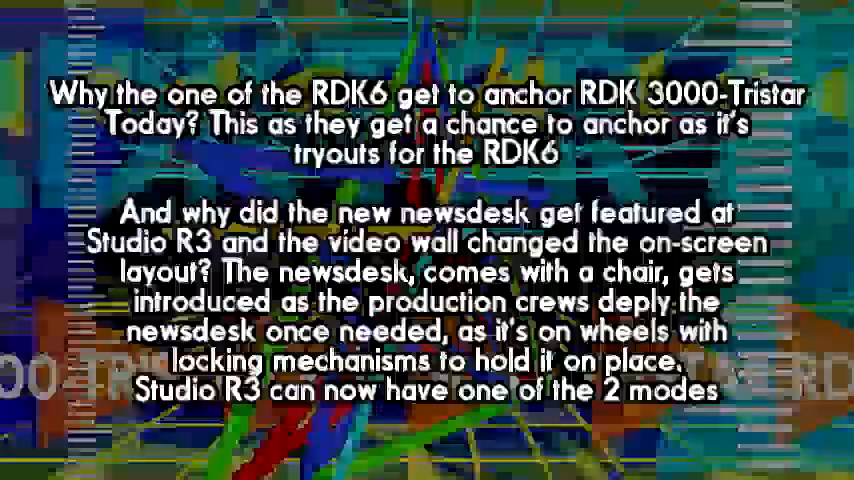 Why the one of the RDK6 get to anchor RDK 3000-Tristar
Today? This as they get a chance to anchor as it's
tryouts for the RDK6
And why did the new newsdesk get featured at
Studio R3 and the video wall changed the on-screen
layout? The newsdesk, comes with a chair, gets
introduced as the production crews deply the
newsdesk once needed, as it's on wheels with
locking mechanisms to hold it on place.
Studio R3 can now have one of the 2 modes